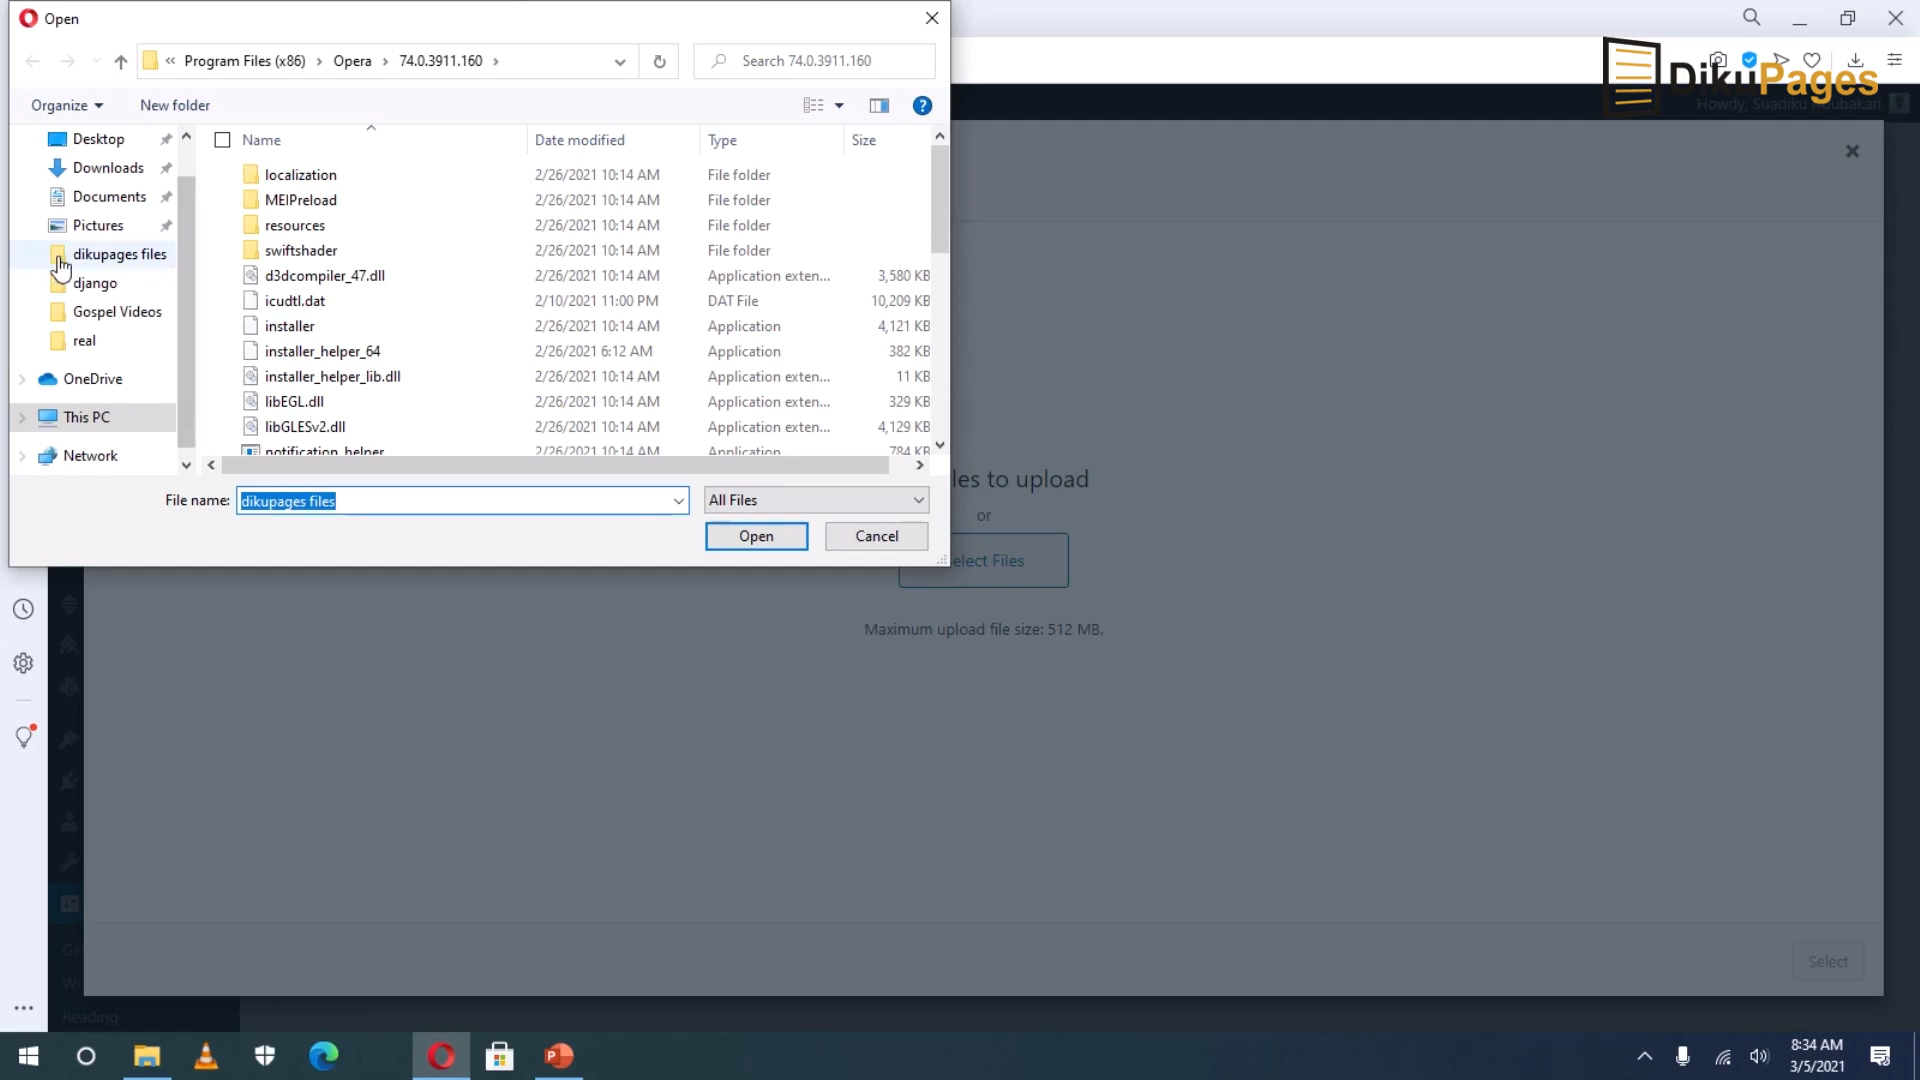 Open
Program Files (x86)
Opera
74.0.3911.160
Search 74.0.3911.160
DikuPages
Howdy, Suadiku Abubakari
Organize
New folder
Name
Date modified
Type
Size
Desktop
Downloads
Documents
Pictures
dikupages files
django
Gospel Videos
real
OneDrive
This PC
Network
localization 2/26/2021 10:14 AM File folder
MEIPreload 2/26/2021 10:14 AM File folder
resources 2/26/2021 10:14 AM File folder
swiftshader 2/26/2021 10:14 AM File folder
d3dcompiler_47.dll 2/26/2021 10:14 AM Application exten... 3,580 KB
icudtl.dat 2/10/2021 11:00 PM DAT File 10,209 KB
installer 2/26/2021 10:14 AM Application 4,121 KB
installer_helper_64 2/26/2021 6:12 AM Application 382 KB
installer_helper_lib.dll 2/26/2021 10:14 AM Application exten... 11 KB
libEGL.dll 2/26/2021 10:14 AM Application exten... 329 KB
libGLESv2.dll 2/26/2021 10:14 AM Application exten... 4,129 KB
notification_helper 2/26/2021 10:14 AM Application 784 KB
File name: dikupages files
All Files
Open
Cancel
les to upload
or
elect Files
Maximum upload file size: 512 MB.
Select
Ge
Wr
Reading
8:34 AM
3/5/2021